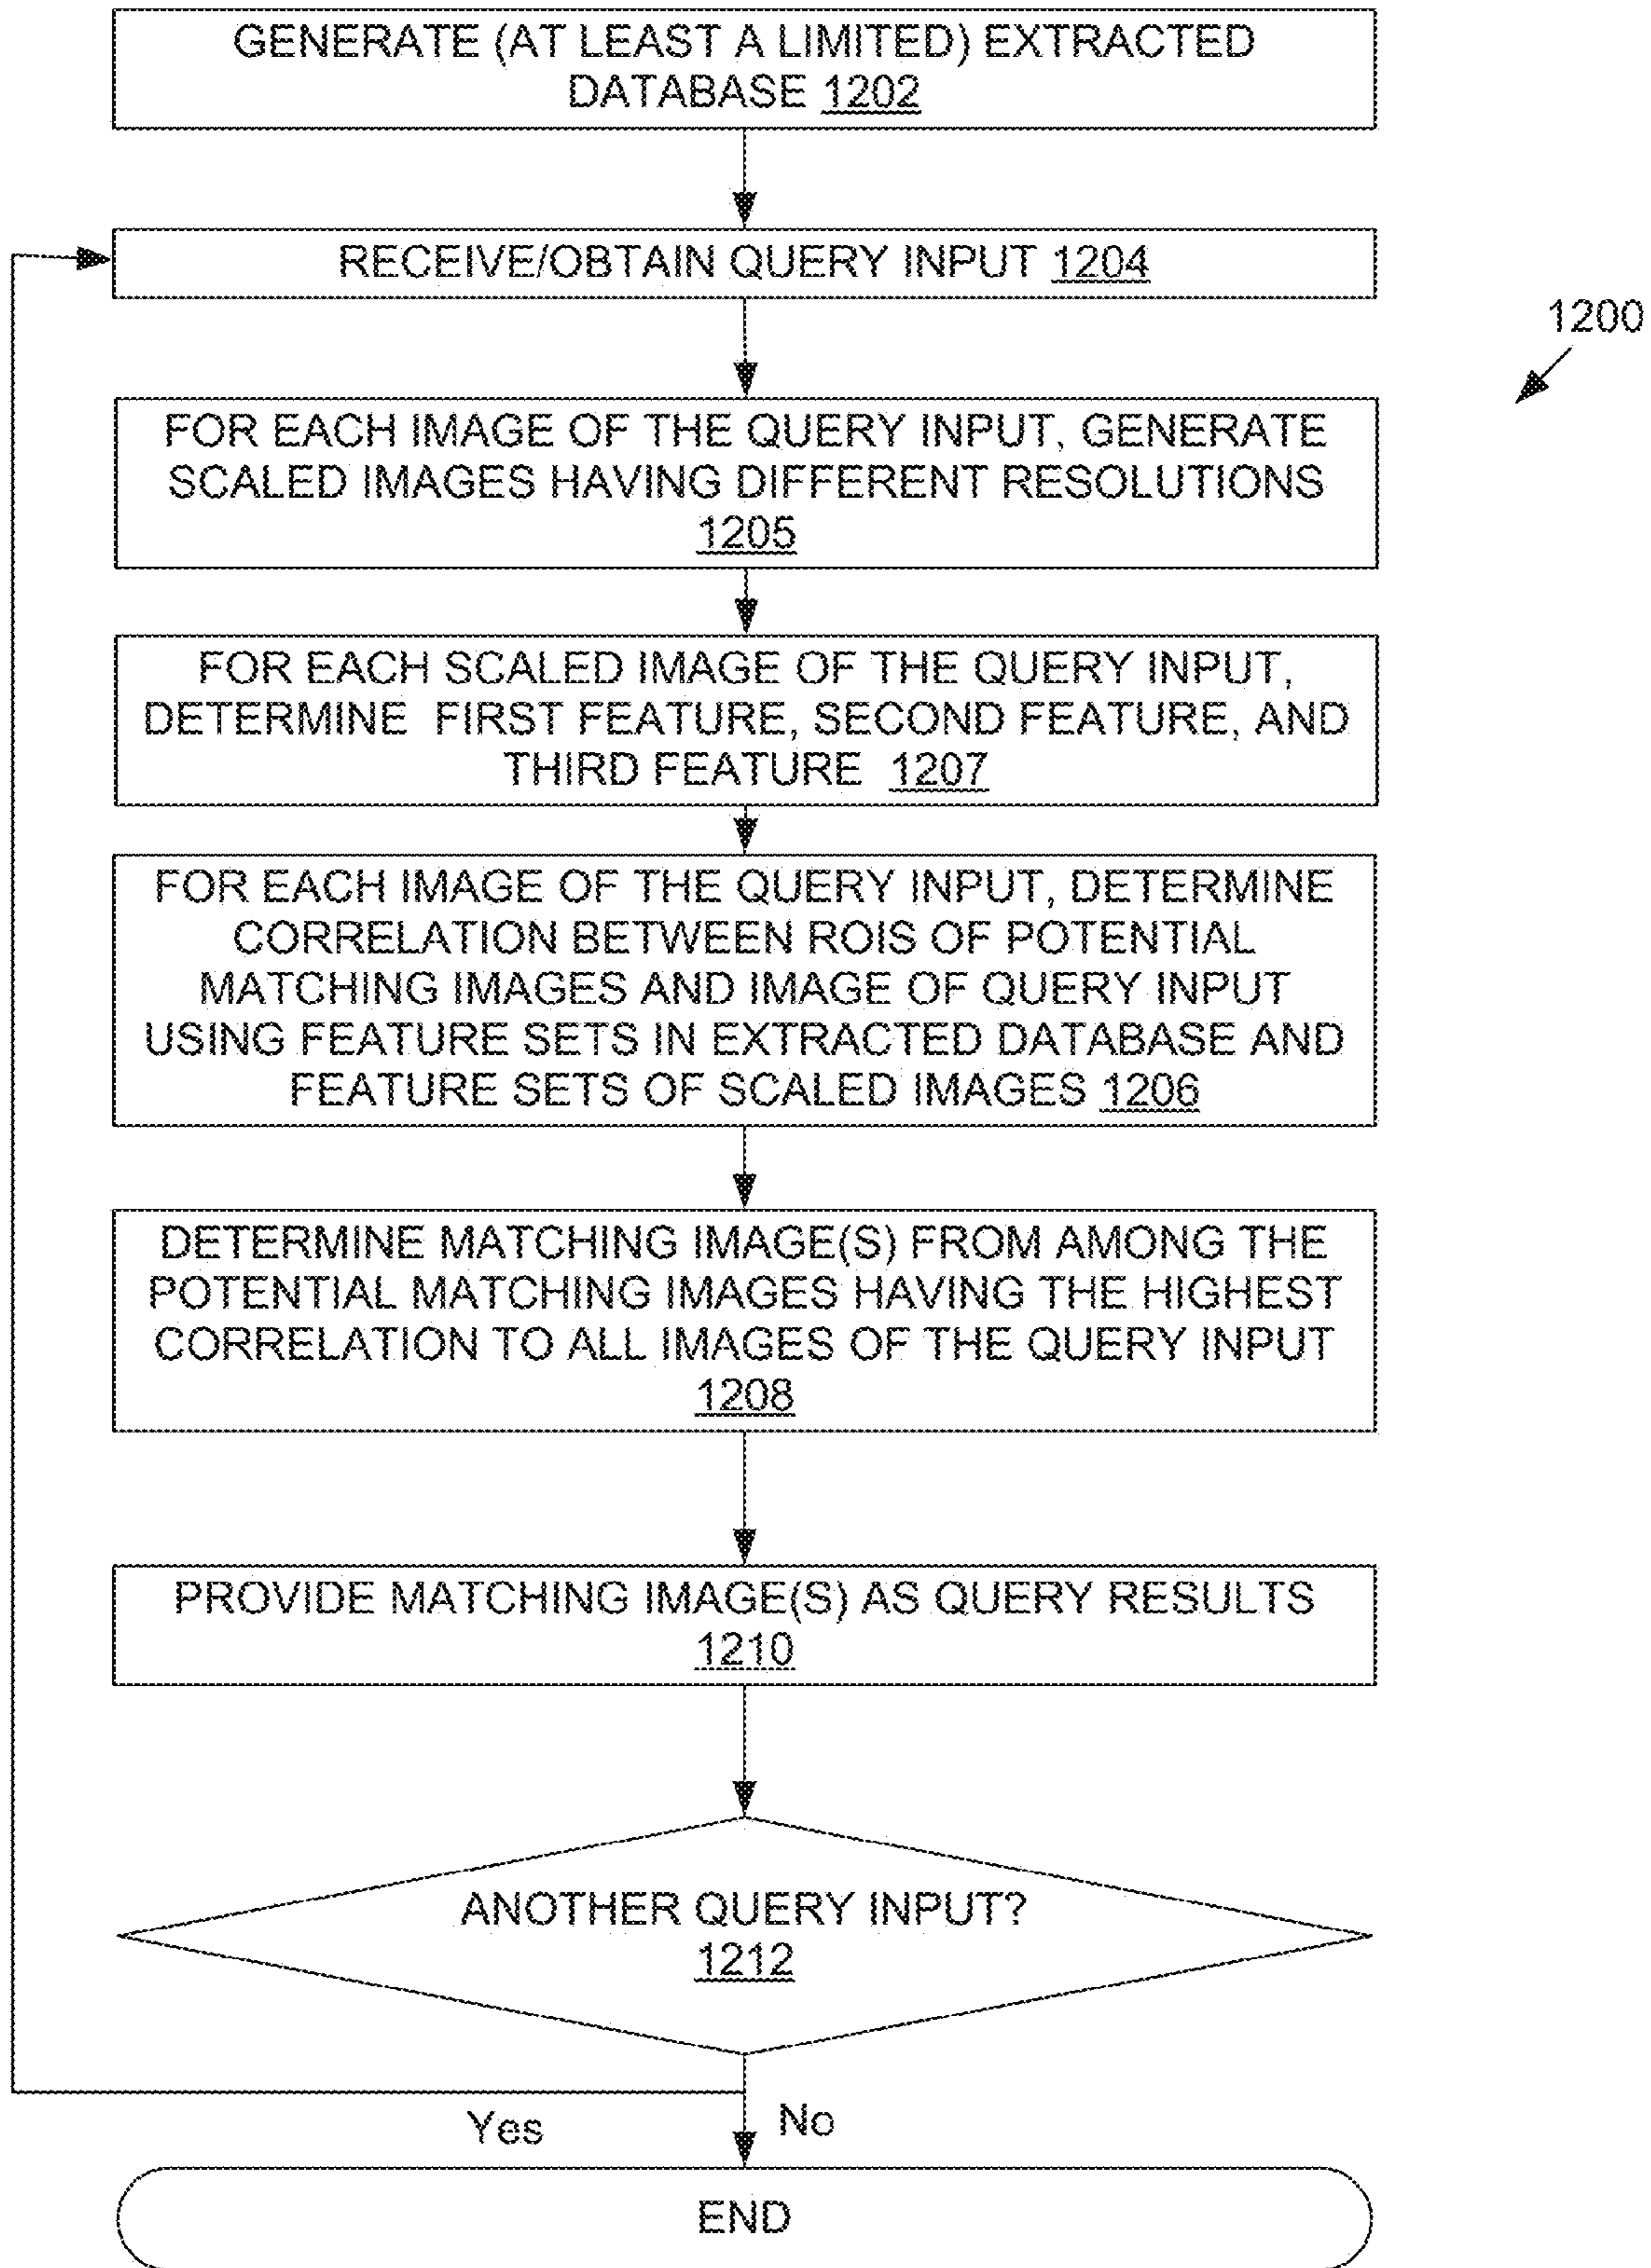 GENERATE (AT LEAST A LIMITED) EXTRACTED
DATABASE 1202
RECEIVE/OBTAIN QUERY INPUT 1204
1200
FOR EACH IMAGE OF THE QUERY INPUT, GENERATE
SCALED IMAGES HAVING DIFFERENT RESOLUTIONS
1205
FOR EACH SCALED IMAGE OF THE QUERY INPUT,
DETERMINE FIRST FEATURE, SECOND FEATURE, AND
THIRD FEATURE 1207
FOR EACH IMAGE OF THE QUERY INPUT, DETERMINE
CORRELATION BETWEEN ROIS OF POTENTIAL
MATCHING IMAGES AND IMAGE OF QUERY INPUT
USING FEATURE SETS IN EXTRACTED DATABASE AND
FEATURE SETS OF SCALED IMAGES 1206
DETERMINE MATCHING IMAGE(S) FROM AMONG THE
POTENTIAL MATCHING IMAGES HAVING THE HIGHEST
CORRELATION TO ALL IMAGES OF THE QUERY INPUT
1208
PROVIDE MATCHING IMAGE(S) AS QUERY RESULTS
1210
ANOTHER QUERY INPUT?
1212
Yes
No
END